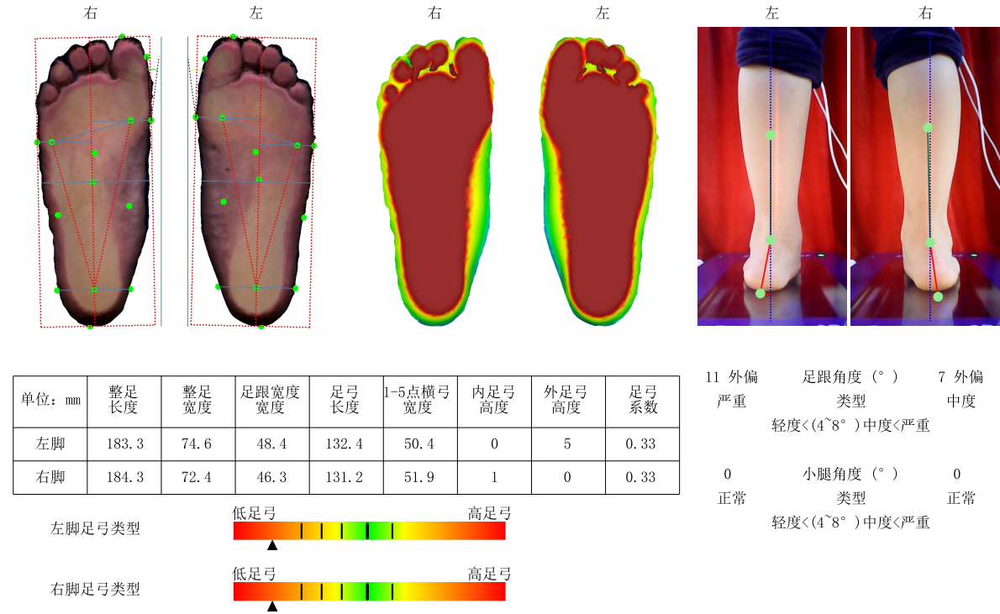 右 左 右 左 左 右
单位：mm 整足长度 整足宽度 足跟宽度宽度 足弓长度 1-5点横弓宽度 内足弓高度 外足弓高度 足弓系数
左脚 183.3 74.6 48.4 132.4 50.4 0 5 0.33
右脚 184.3 72.4 46.3 131.2 51.9 1 0 0.33
低足弓 高足弓
左脚足弓类型
低足弓 高足弓
右脚足弓类型
11 外偏 足跟角度 (°) 7 外偏
严重 类型 中度
轻度<(4~8°)中度<严重
0 小腿角度 (°) 0
正常 类型 正常
轻度<(4~8°)中度<严重